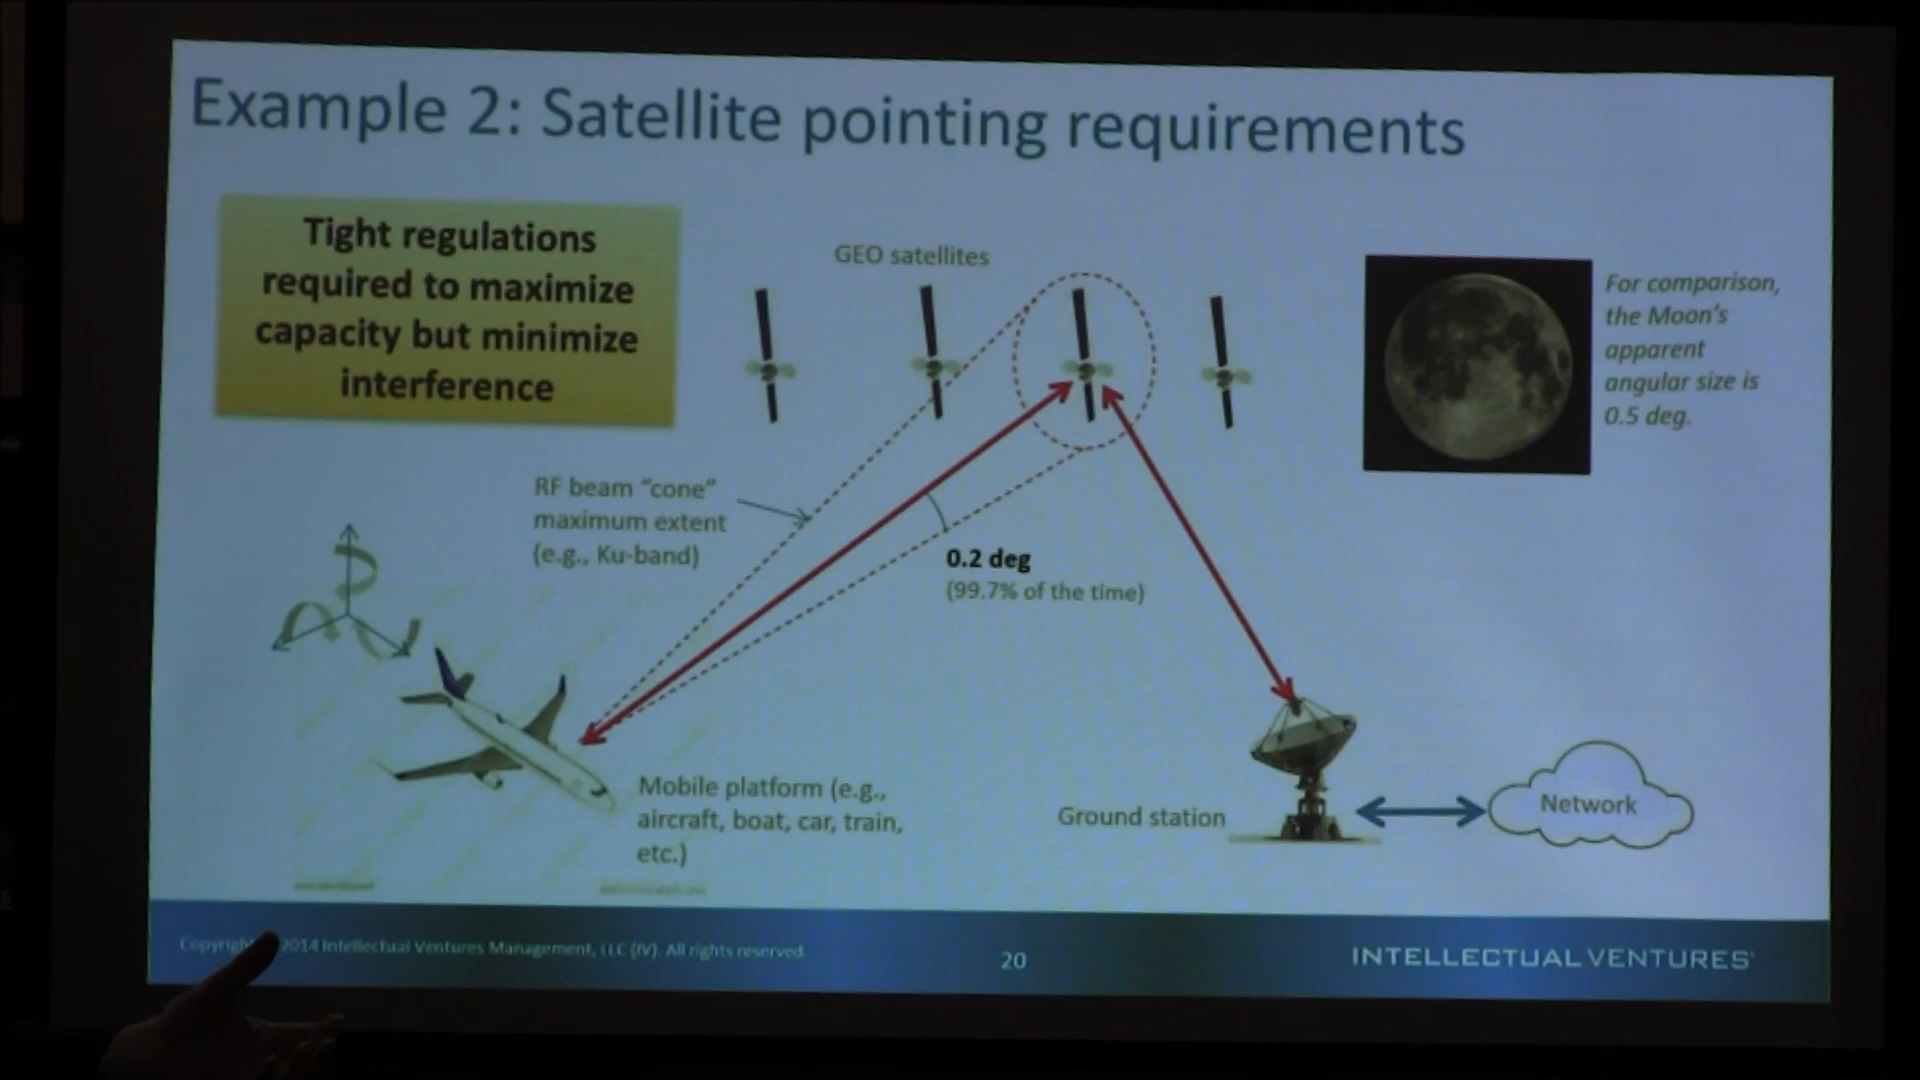 Example 2: Satellite pointing requirements
Tight regulations
required to maximize
capacity but minimize
interference
GEO satellites
For comparison,
the Moon's
apparent
angular size is
0.5 deg.
RF beam "cone"
maximum extent
(e.g., Ku-band)
0.2 deg
(99.7% of the time)
Mobile platform (e.g.,
aircraft, boat, car, train,
etc.)
Ground station
Network
2014 Intellectual Ventures Management, LLC (IV). All rights reserved.
20
INTELLECTUAL VENTURES